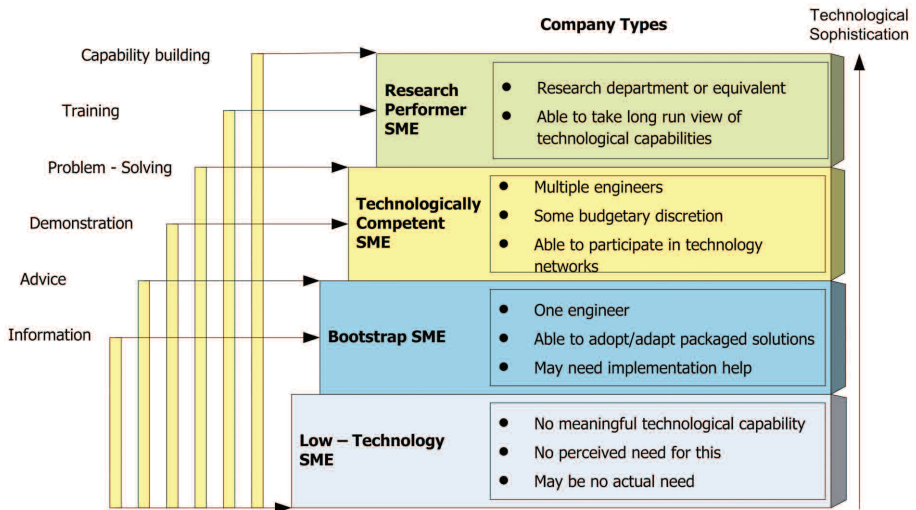 Company Types
Technological
Sophistication
Capability building
Training
Problem - Solving
Demonstration
Advice
Information
Research
Performer
SME
● Research department or equivalent
● Able to take long run view of
technological capabilities
Technologically
Competent
SME
● Multiple engineers
● Some budgetary discretion
● Able to participate in technology
networks
Bootstrap SME
● One engineer
● Able to adopt/adapt packaged solutions
● May need implementation help
Low – Technology
SME
● No meaningful technological capability
● No perceived need for this
● May be no actual need